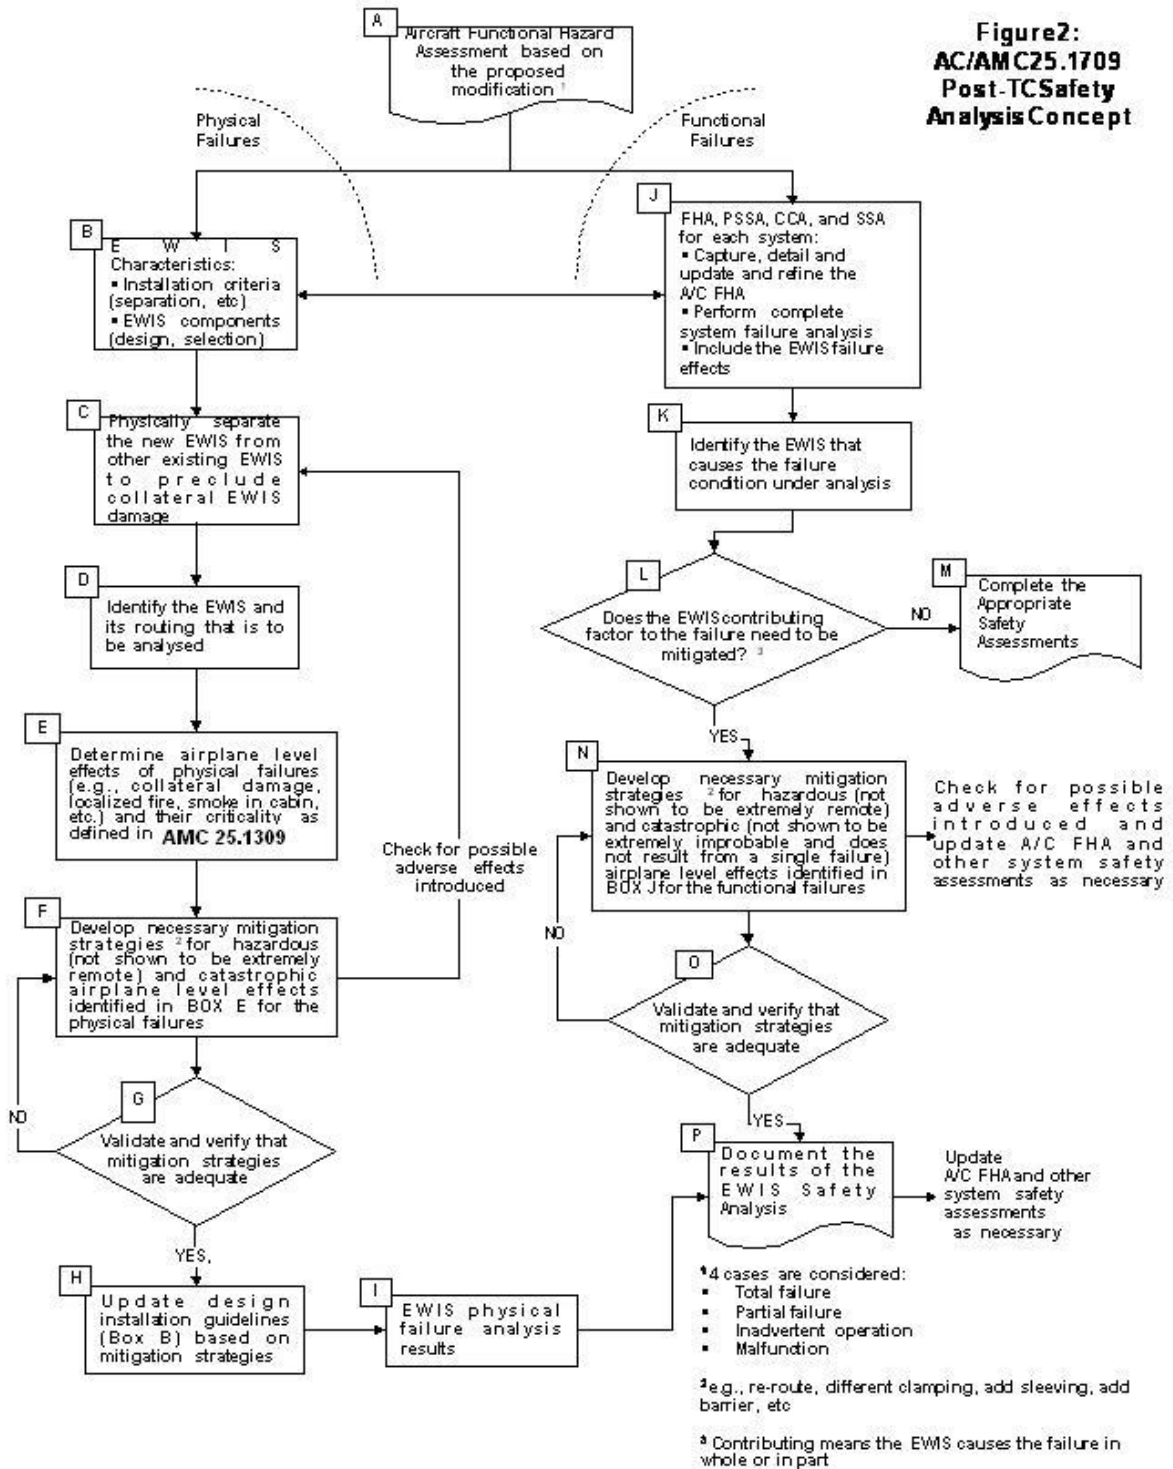 Figure2:
AC/AMC25.1709
Post-TCSafety
AnalysisConcept
A
Aircraft Functional Hazard
Assessment based on
the proposed
modification 1
Physical
Failures
Functional
Failures
B
E W I S
Characteristics:
▪ Installation criteria
(separation, etc)
▪ EWIS components
(design, selection)
J
FHA, PSSA, CCA, and SSA
for each system:
▪ Capture, detail and
update and refine the
A/C FHA
▪ Perform complete
system failure analysis
▪ Include the EWIS failure
effects
C
Physically separate
the new EWIS from
other existing EWIS
to preclude
collateral EWIS
damage
K
Identify the EWIS that
causes the failure
condition under analysis
D
Identify the EWIS and
its routing that is to
be analysed
L
Does the EWIS contributing
factor to the failure need to be
mitigated? 3
NO
M
Complete the
Appropriate
Safety
Assessments
YES
E
Determine airplane level
effects of physical failures
(e.g., collateral damage,
localized fire, smoke in cabin,
etc.) and their criticality as
defined in AMC 25.1309
Check for possible
adverse effects
introduced
N
Develop necessary mitigation
strategies 2 for hazardous (not
shown to be extremely remote)
and catastrophic (not shown to be
extremely improbable and does
not result from a single failure)
airplane level effects identified in
BOX J for the functional failures
Check for possible
adverse effects
introduced and
update A/C FHA and
other system safety
assessments as necessary
F
Develop necessary mitigation
strategies 2 for hazardous
(not shown to be extremely
remote) and catastrophic
airplane level effects
identified in BOX E for the
physical failures
NO
O
Validate and verify that
mitigation strategies
are adequate
G
Validate and verify that
mitigation strategies
are adequate
NO
YES
P
Document the
results of the
EWIS Safety
Analysis
Update
A/C FHA and other
system safety
assessments
as necessary
YES,
H
Update design
installation guidelines
(Box B) based on
mitigation strategies
I
EWIS physical
failure analysis
results
1 4 cases are considered:
▪ Total failure
▪ Partial failure
▪ Inadvertent operation
▪ Malfunction
2 e.g., re-route, different clamping, add sleeving, add
barrier, etc
3 Contributing means the EWIS causes the failure in
whole or in part